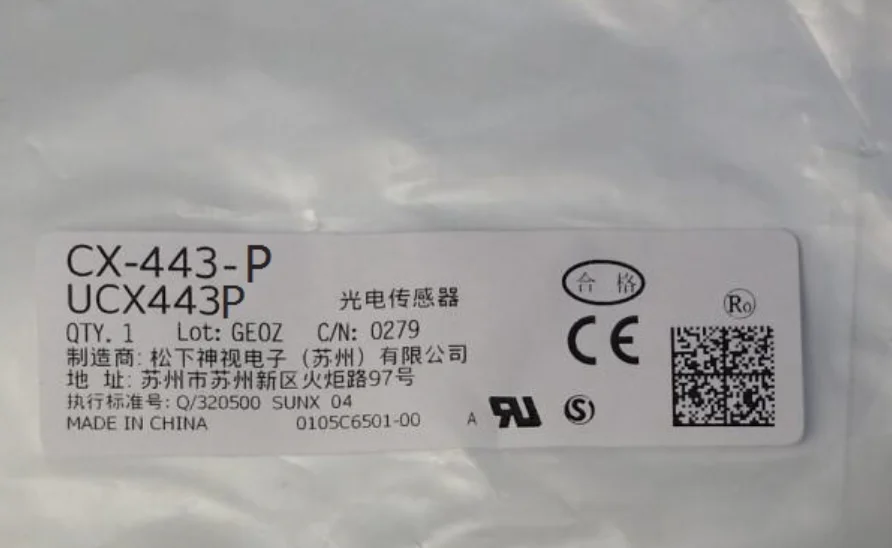 CX-443-P
UCX443P 光电传感器
合 格
QTY. 1 Lot: GE0Z C/N: 0279
制造商: 松下神视电子（苏州）有限公司
地 址: 苏州市苏州新区火炬路97号
执行标准号: Q/320500 SUNX 04
MADE IN CHINA 0105C6501-00 A
CE
Ro
S